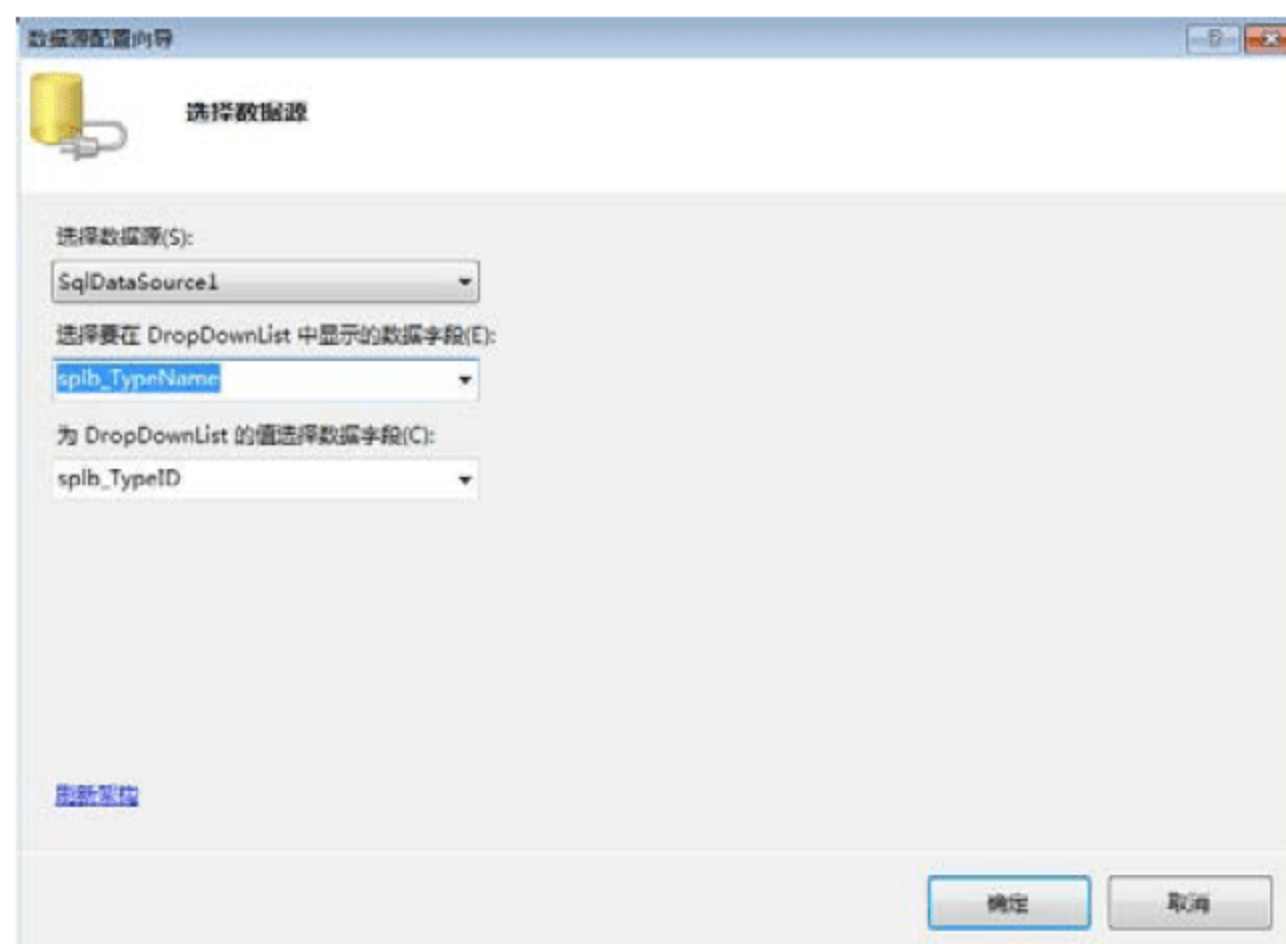 数据源配置向导
选择数据源
选择数据源(S):
SqlDataSource1
选择要在 DropDownList 中显示的数据字段(E):
splb_TypeName
为 DropDownList 的值选择数据字段(C):
splb_TypeID
刷新架构
确定
取消